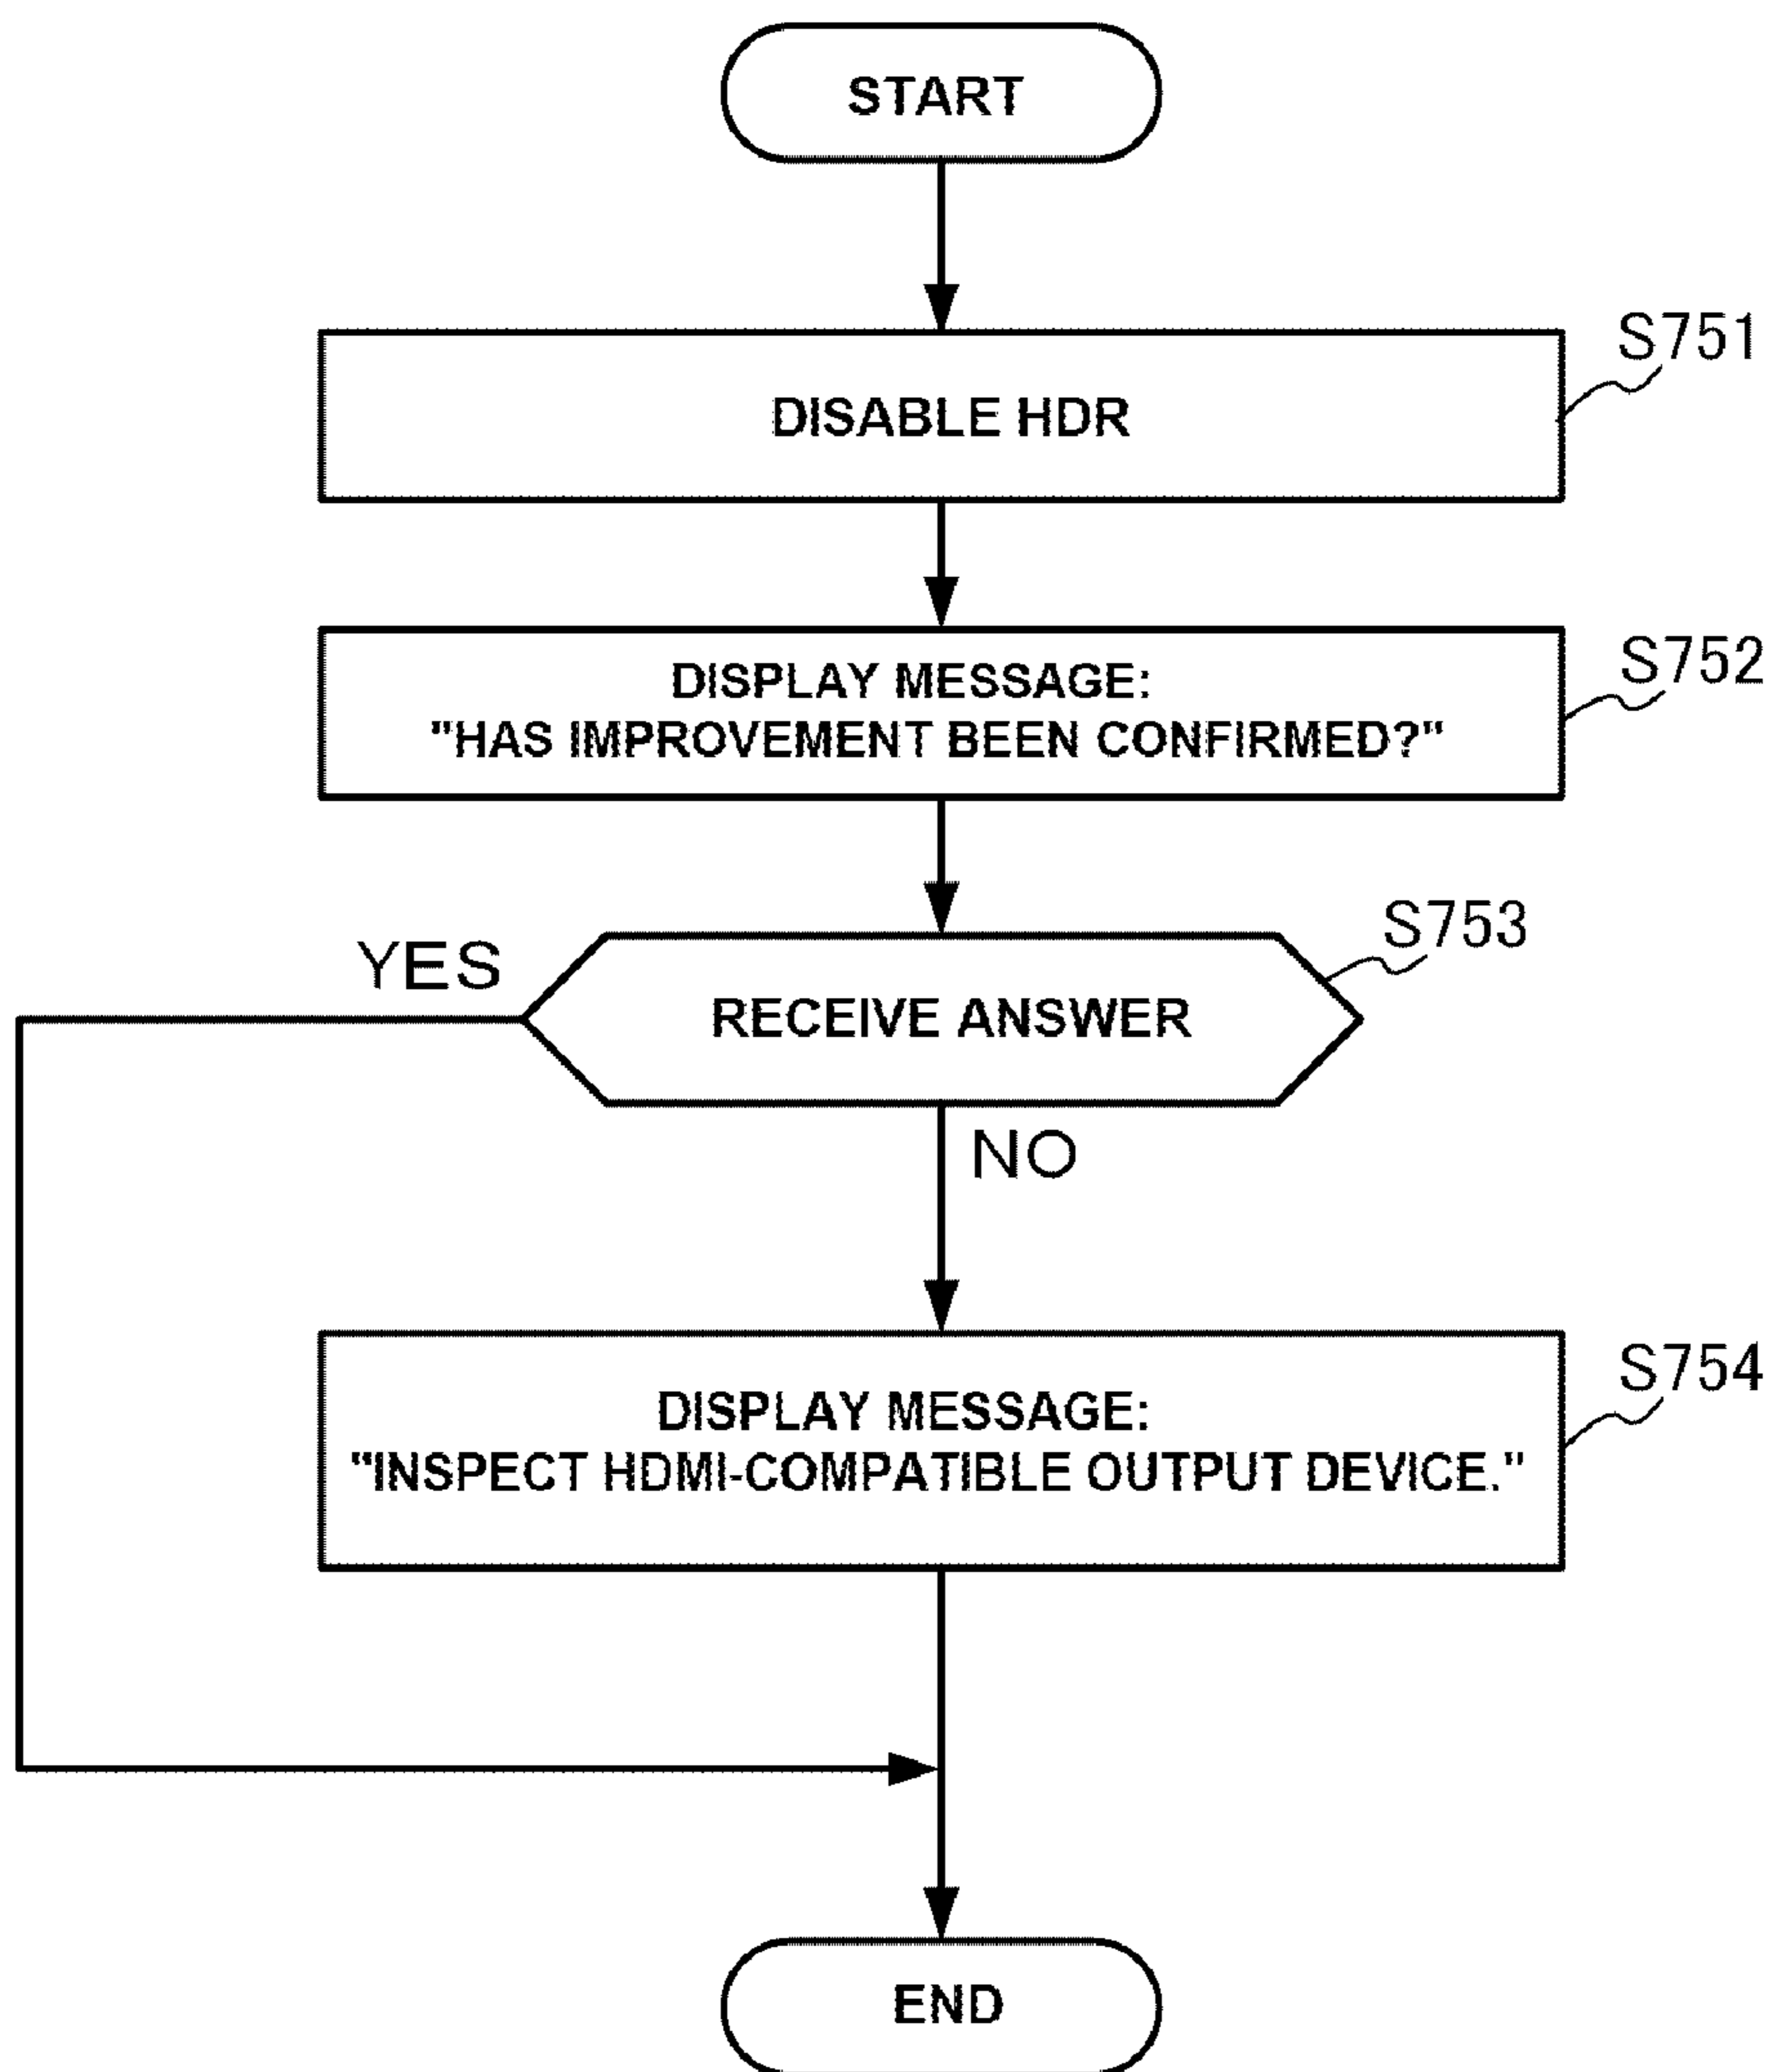 START
S751
DISABLE HDR
S752
DISPLAY MESSAGE:
"HAS IMPROVEMENT BEEN CONFIRMED?"
S753
YES
RECEIVE ANSWER
NO
S754
DISPLAY MESSAGE:
"INSPECT HDMI-COMPATIBLE OUTPUT DEVICE."
END